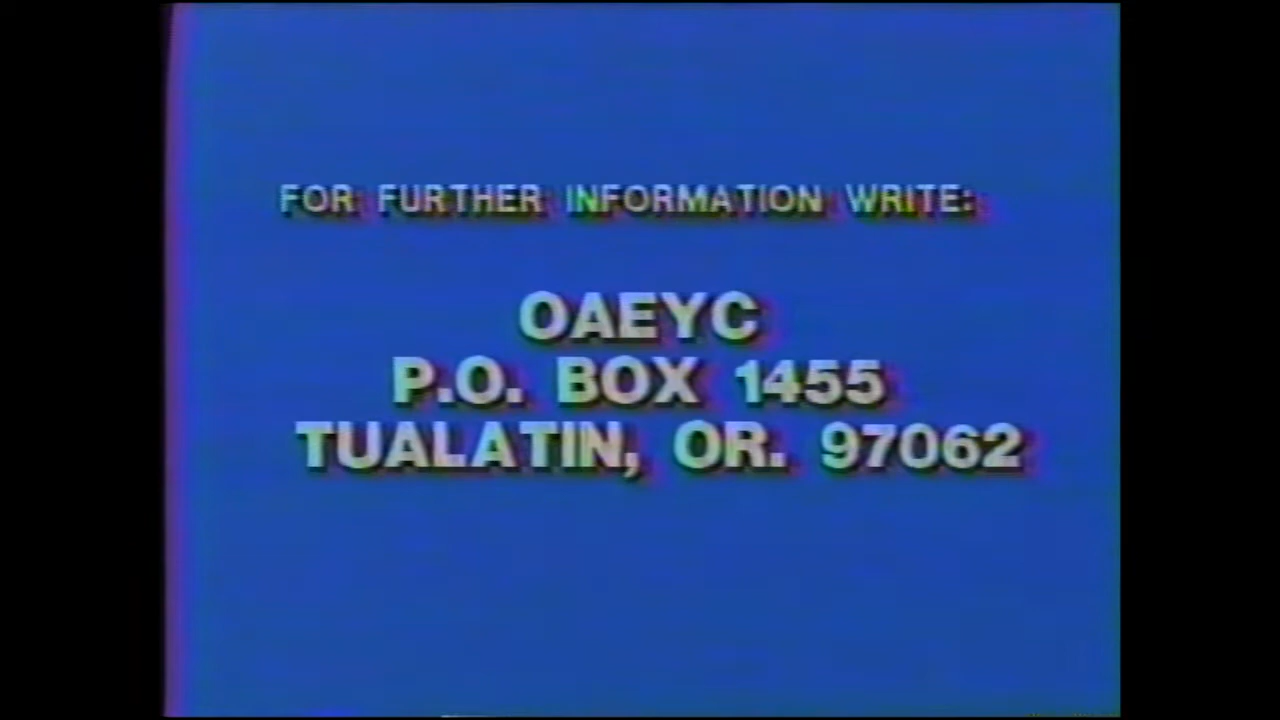 FOR FURTHER INFORMATION WRITE:
OAEYC
P.O. BOX 1455
TUALATIN, OR. 97062